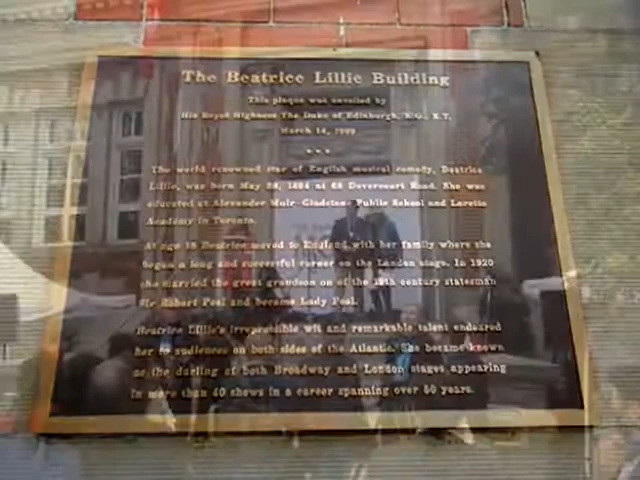 The Beatrice Lillie Building
This plaque was unveiled by
His Royal Highness The Duke of Edinburgh, K.G., K.T.
March 14, 1999
The world renowned star of English musical comedy, Beatrice
Lillie, was born May 28, 1894 at 68 Dovercourt Road. She was
educated at Alexander Muir-Gladstone Public School and Loretto
Academy in Toronto.
At age 15 Beatrice moved to England with her family where she
began a long and successful career on the London stage. In 1920
she married the great grandson on of the 19th century statesman
Sir Robert Peel and became Lady Peel.
Beatrice Lillie's irrepressible wit and remarkable talent endeared
her to audiences on both sides of the Atlantic. She became known
as the darling of both Broadway and London stages appearing
in more than 40 shows in a career spanning over 50 years.